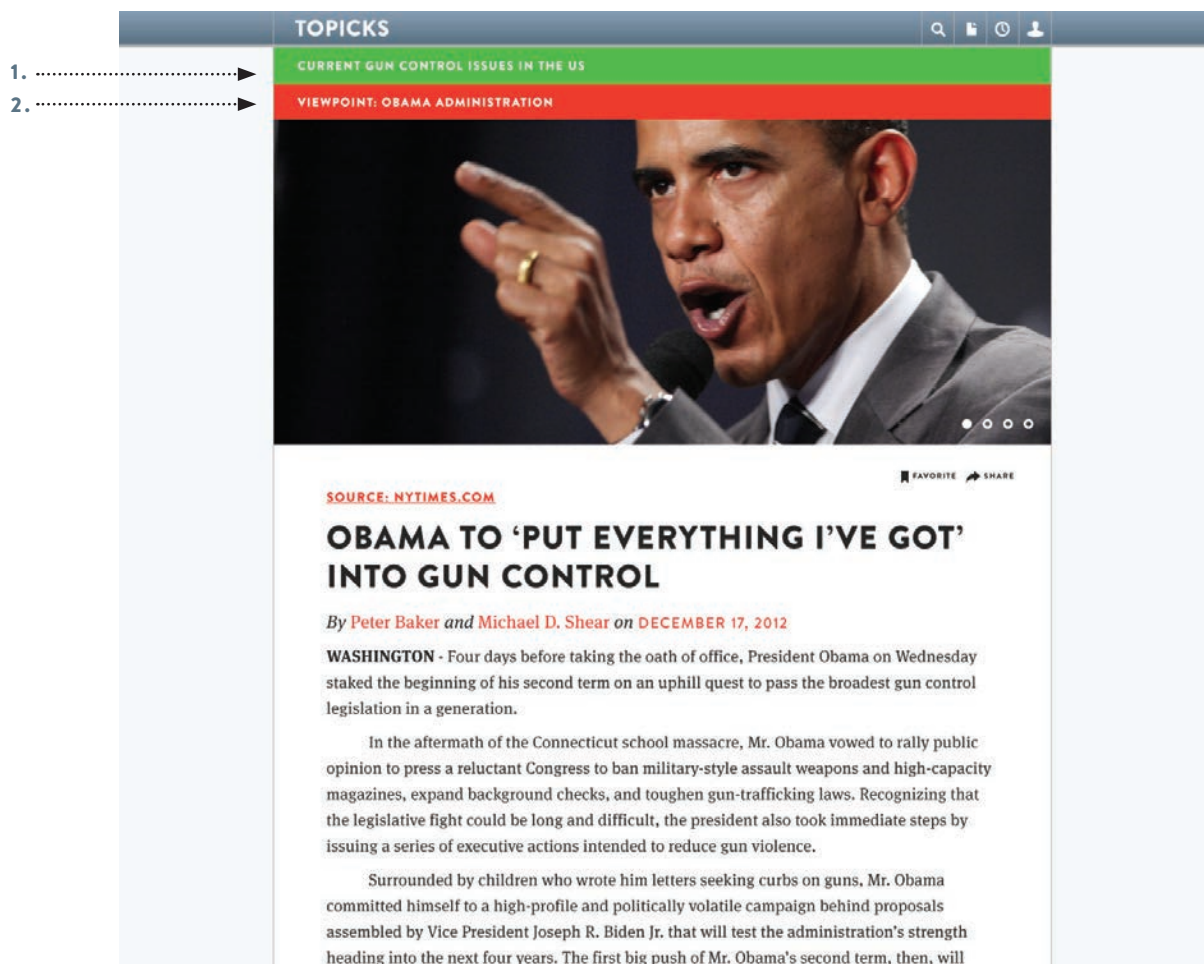 TOPICKS
1.
CURRENT GUN CONTROL ISSUES IN THE US
2.
VIEWPOINT: OBAMA ADMINISTRATION
FAVORITE SHARE
SOURCE: NYTIMES.COM
OBAMA TO ‘PUT EVERYTHING I’VE GOT’
INTO GUN CONTROL
By Peter Baker and Michael D. Shear on DECEMBER 17, 2012
WASHINGTON - Four days before taking the oath of office, President Obama on Wednesday
staked the beginning of his second term on an uphill quest to pass the broadest gun control
legislation in a generation.
In the aftermath of the Connecticut school massacre, Mr. Obama vowed to rally public
opinion to press a reluctant Congress to ban military-style assault weapons and high-capacity
magazines, expand background checks, and toughen gun-trafficking laws. Recognizing that
the legislative fight could be long and difficult, the president also took immediate steps by
issuing a series of executive actions intended to reduce gun violence.
Surrounded by children who wrote him letters seeking curbs on guns, Mr. Obama
committed himself to a high-profile and politically volatile campaign behind proposals
assembled by Vice President Joseph R. Biden Jr. that will test the administration’s strength
heading into the next four years. The first big push of Mr. Obama’s second term, then, will